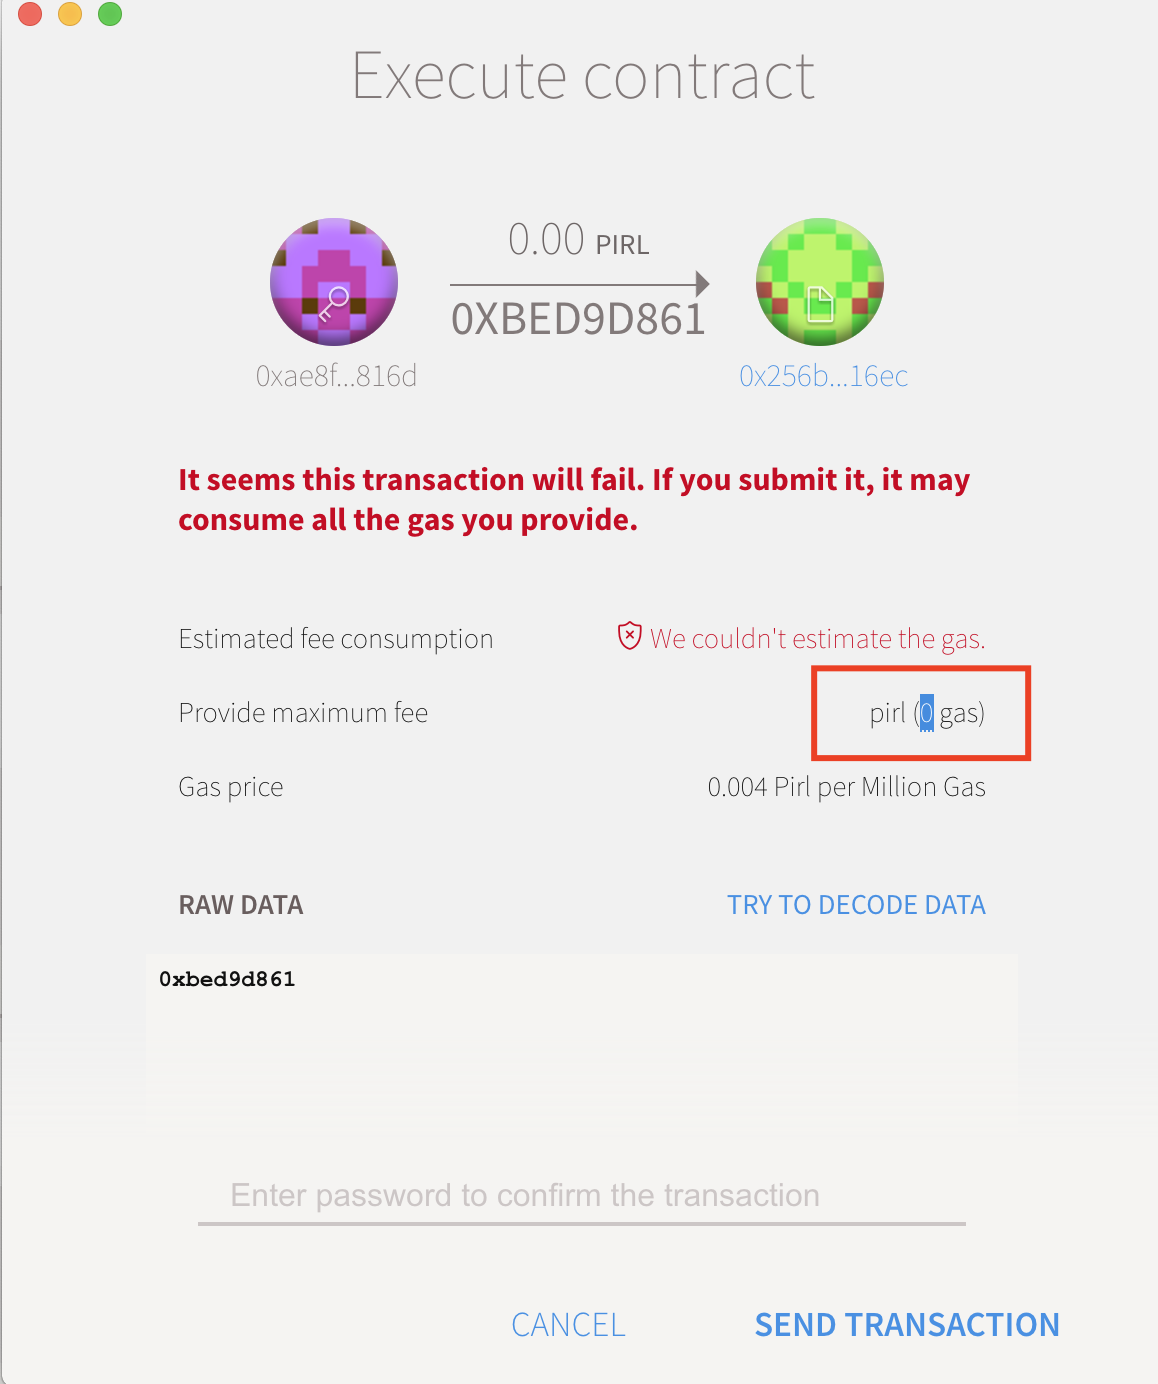 Execute contract
0.00 PIRL
0XBED9D861
0xae8f...816d
0x256b...16ec
It seems this transaction will fail. If you submit it, it may
consume all the gas you provide.
Estimated fee consumption
We couldn't estimate the gas.
Provide maximum fee
pirl (0 gas)
Gas price
0.004 Pirl per Million Gas
RAW DATA
TRY TO DECODE DATA
0xbed9d861
Enter password to confirm the transaction
CANCEL
SEND TRANSACTION